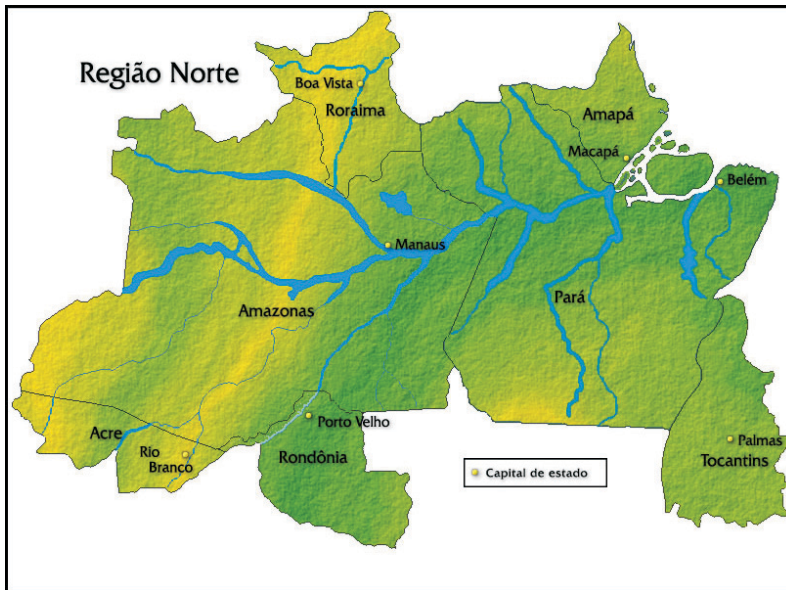 Região Norte
Boa Vista
Roraima
Amapá
Macapá
Belém
Manaus
Amazonas
Pará
Acre
Rio
Branco
Porto Velho
Rondônia
Palmas
Tocantins
Capital de estado